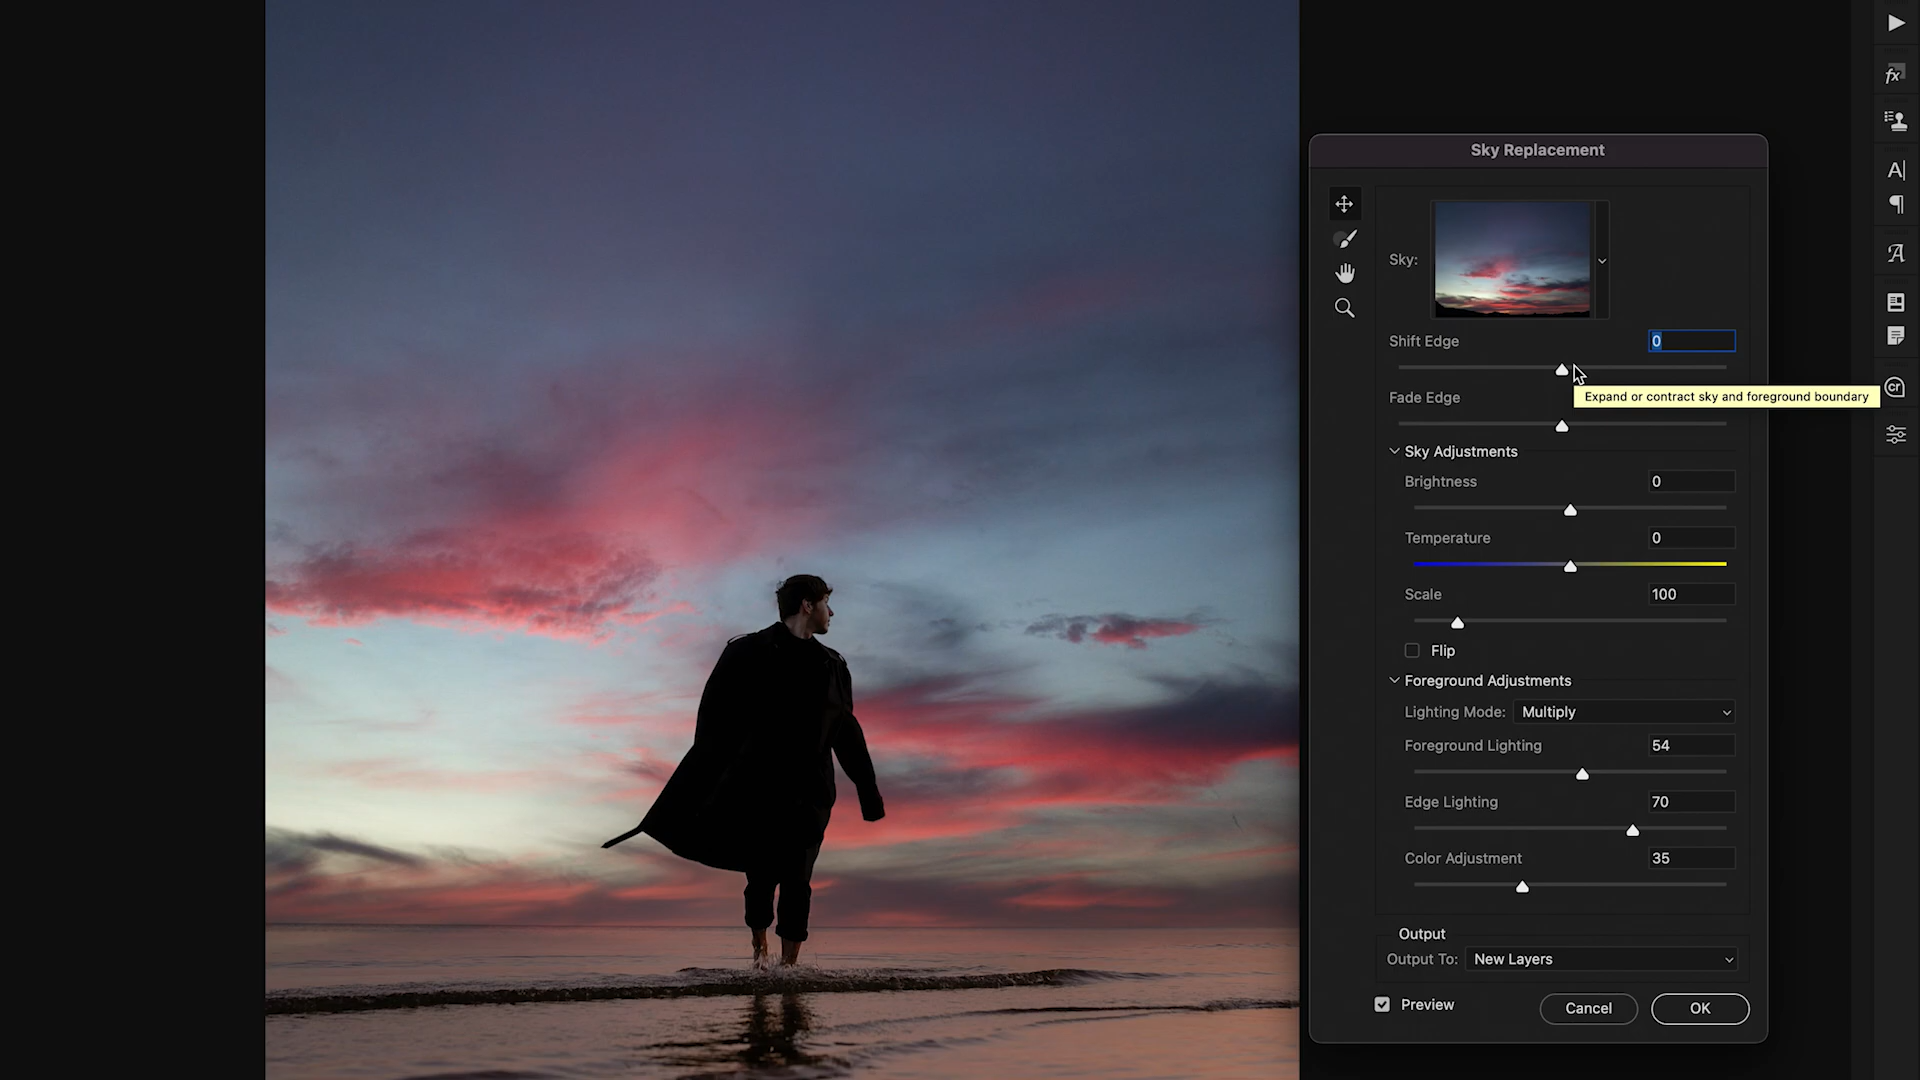 Sky Replacement
Sky:
Shift Edge 0
Expand or contract sky and foreground boundary
Fade Edge
Sky Adjustments
Brightness 0
Temperature 0
Scale 100
Flip
Foreground Adjustments
Lighting Mode: Multiply
Foreground Lighting 54
Edge Lighting 70
Color Adjustment 35
Output
Output To: New Layers
Preview
Cancel
OK
fx
A
¶
A
cr